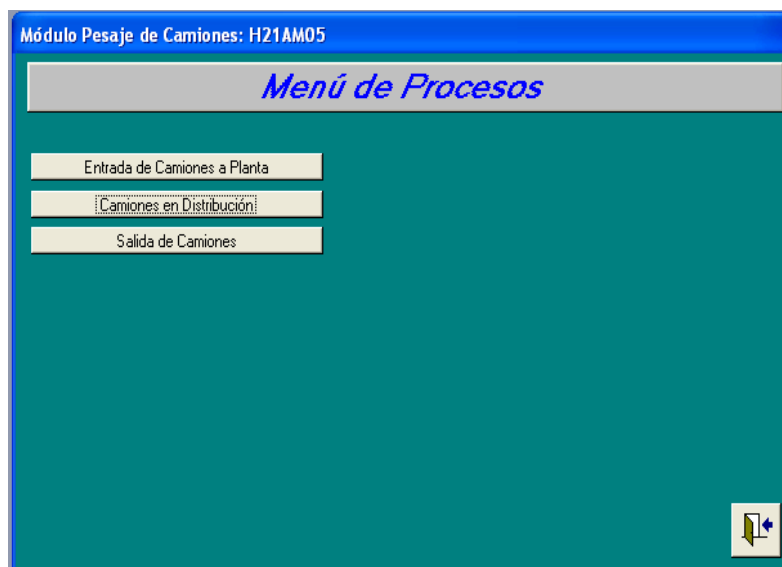 Módulo Pesaje de Camiones: H21AM05
Menú de Procesos
Entrada de Camiones a Planta
Camiones en Distribución
Salida de Camiones